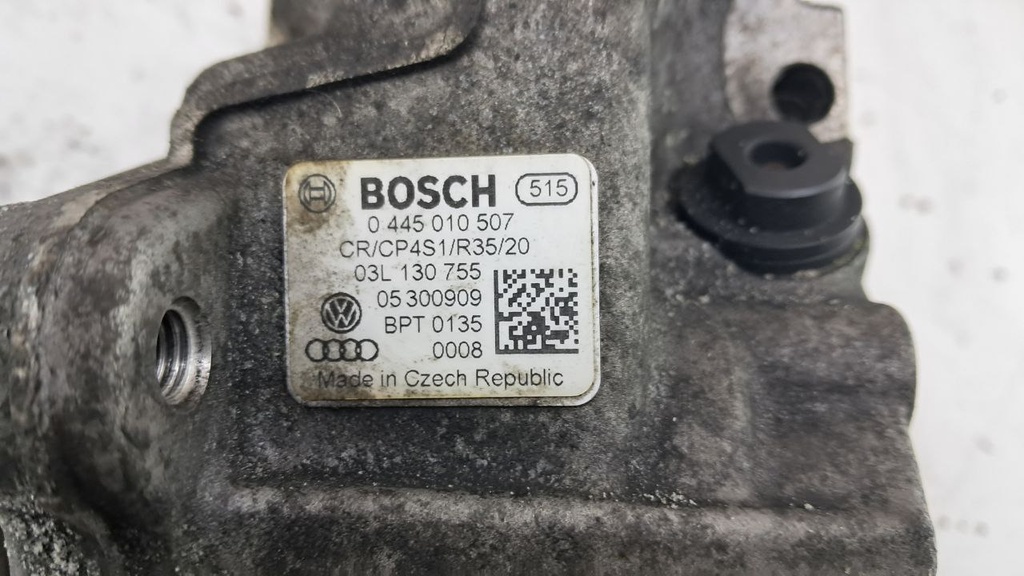 BOSCH 515
0 445 010 507
CR/CP4S1/R35/20
03L 130 755
05 300909
BPT 0135
0008
Made in Czech Republic